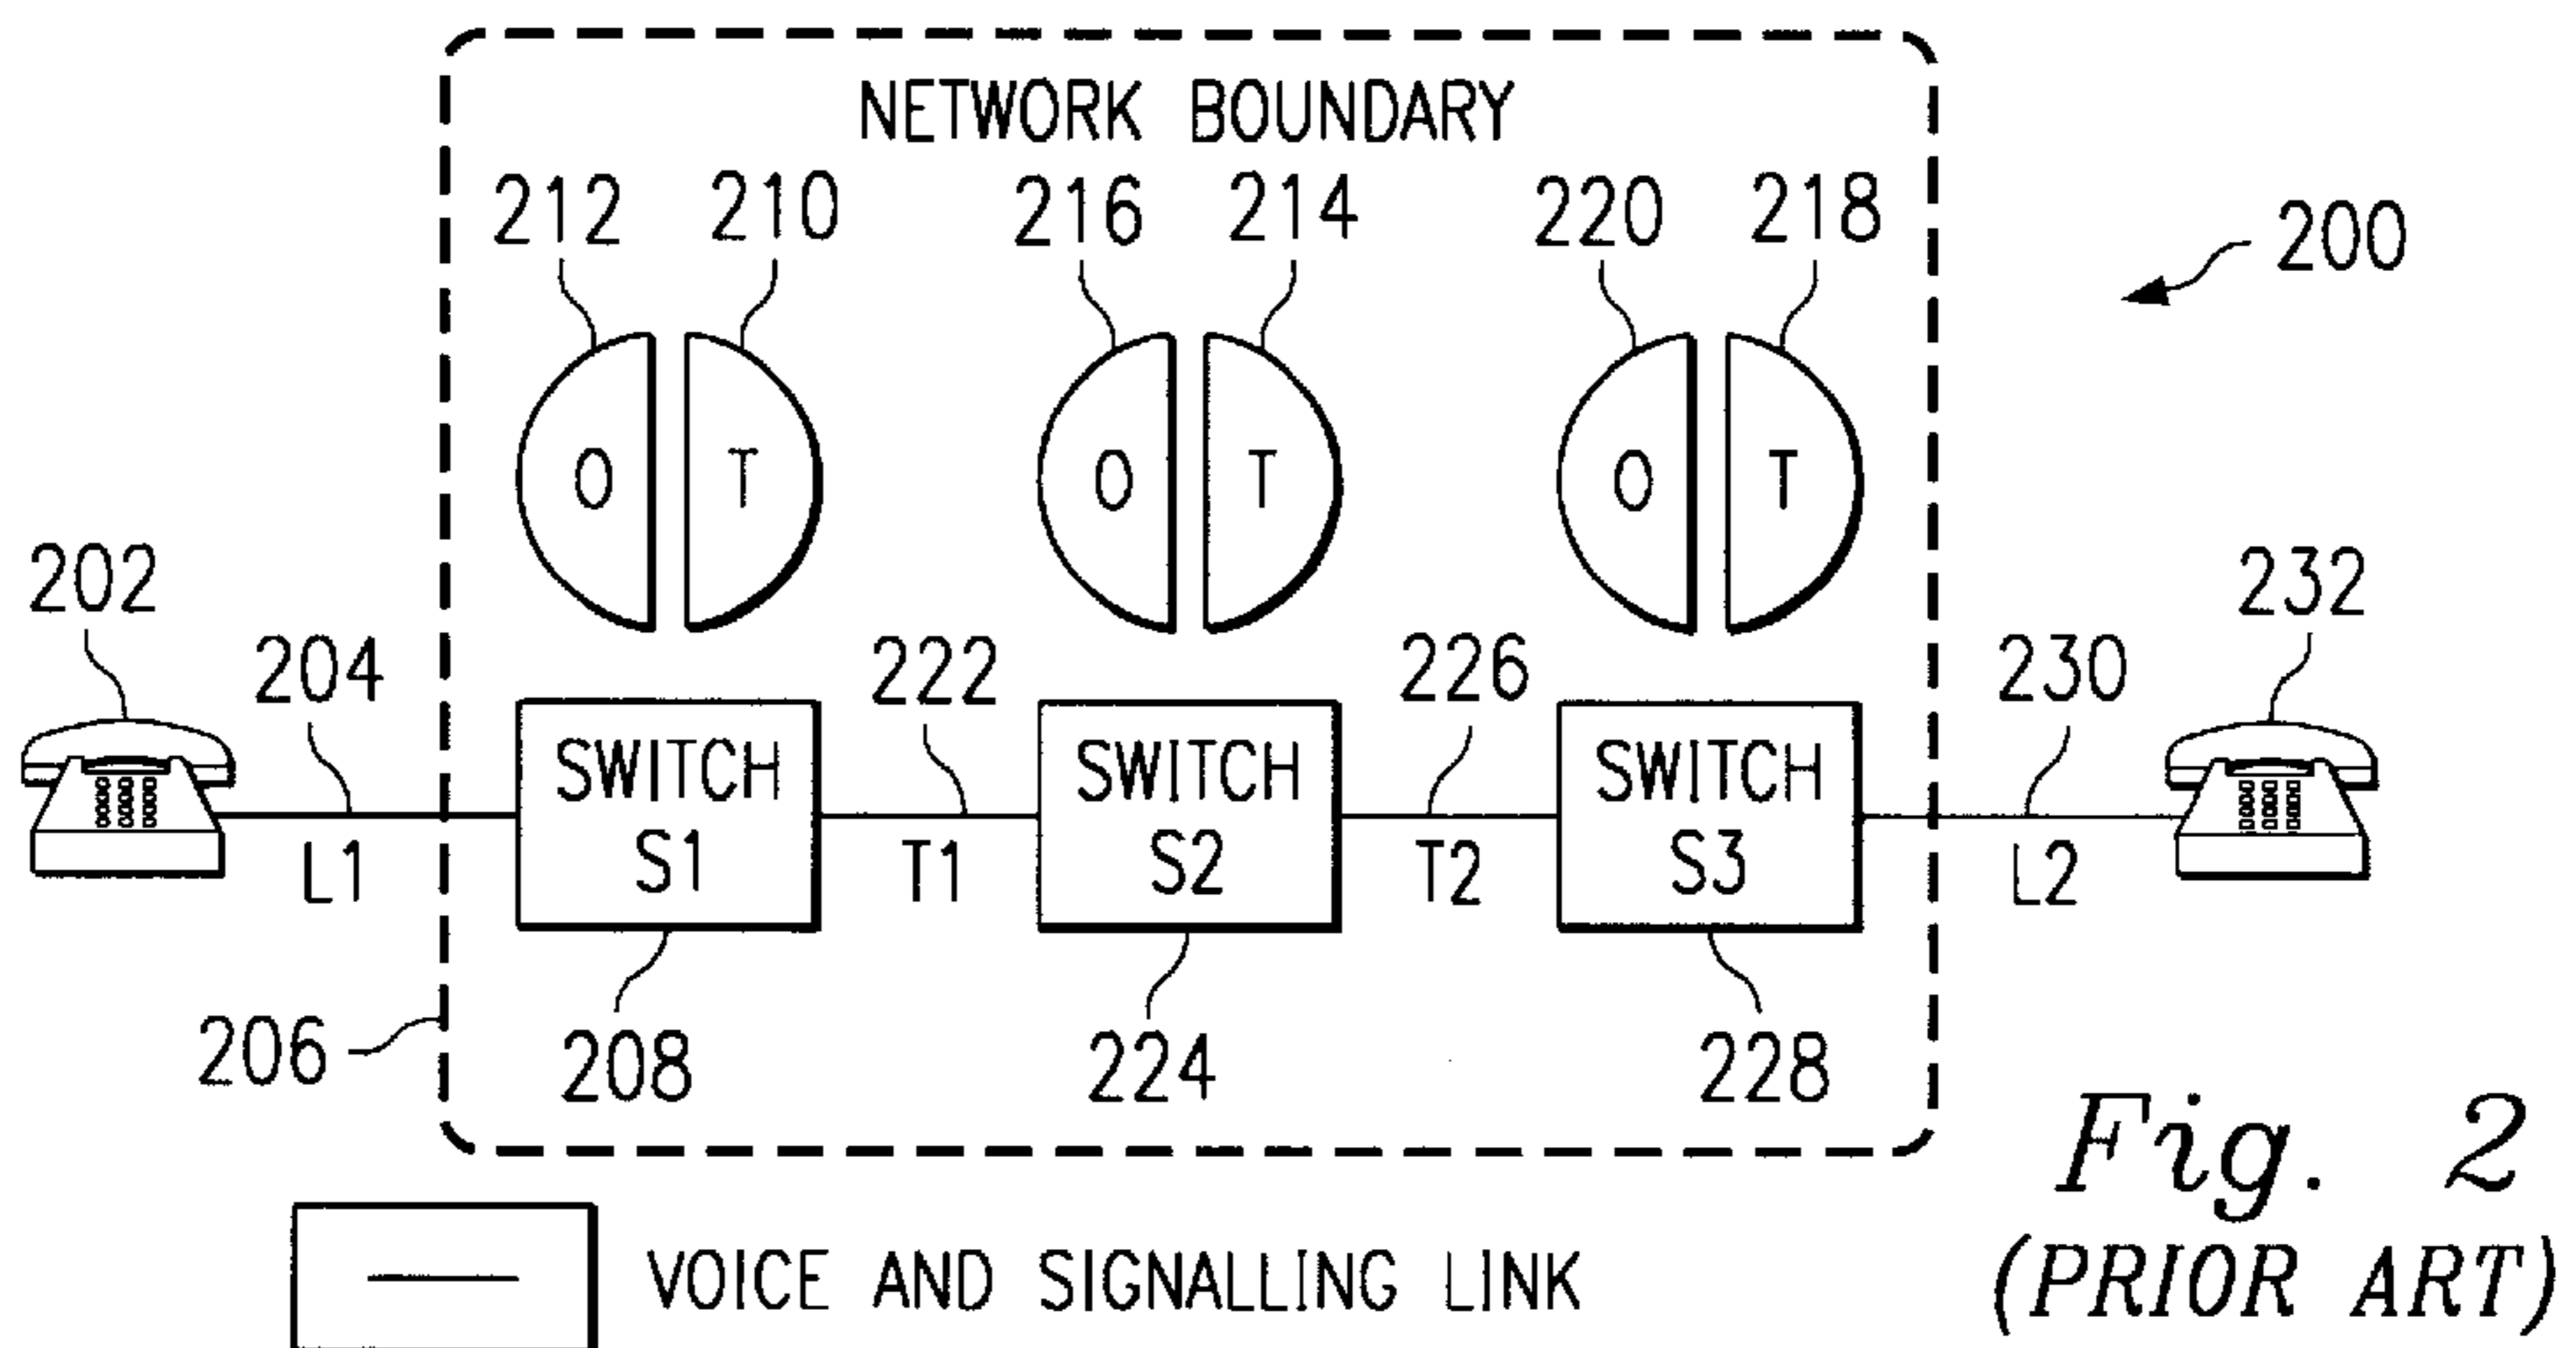 NETWORK BOUNDARY
212 210 216 214 220 218
200
O T O T O T
202
204
222
226
230
232
SWITCH S1
SWITCH S2
SWITCH S3
L1
T1
T2
L2
206
208
224
228
Fig. 2
(PRIOR ART)
VOICE AND SIGNALLING LINK